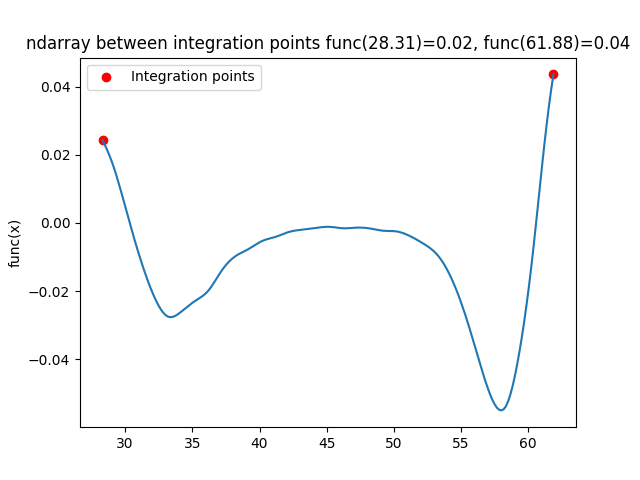 ndarray between integration points func(28.31)=0.02, func(61.88)=0.04
Integration points
func(x)
0.04
0.02
0.00
−0.02
−0.04
30 35 40 45 50 55 60